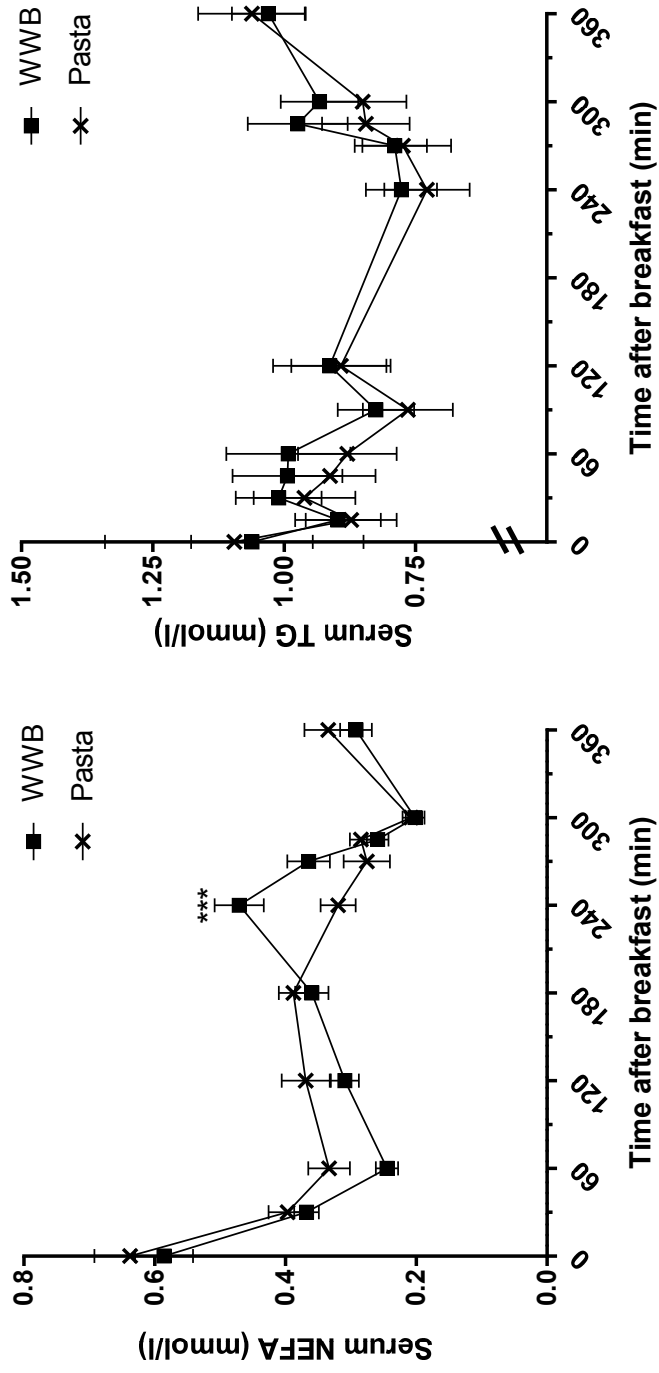 WWB
Pasta
***
0.8
0.6
0.4
0.2
0.0
Serum NEFA (mmol/l)
0 60 120 180 240 300 360
Time after breakfast (min)
WWB
Pasta
1.50
1.25
1.00
0.75
Serum TG (mmol/l)
0 60 120 180 240 300 360
Time after breakfast (min)